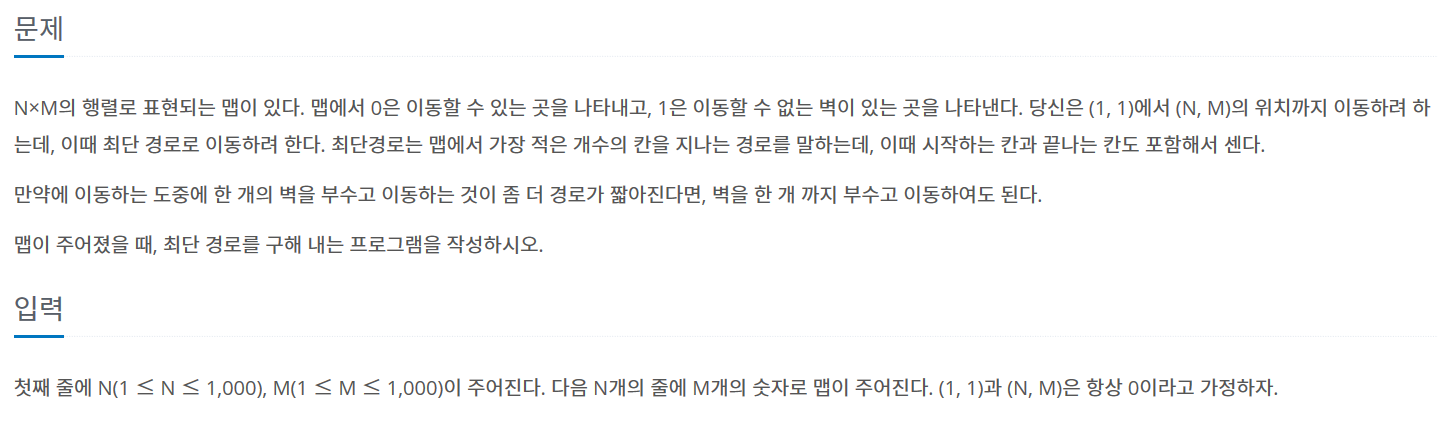 문제
N×M의 행렬로 표현되는 맵이 있다. 맵에서 0은 이동할 수 있는 곳을 나타내고, 1은 이동할 수 없는 벽이 있는 곳을 나타낸다. 당신은 (1, 1)에서 (N, M)의 위치까지 이동하려 하
는데, 이때 최단 경로로 이동하려 한다. 최단경로는 맵에서 가장 적은 개수의 칸을 지나는 경로를 말하는데, 이때 시작하는 칸과 끝나는 칸도 포함해서 센다.
만약에 이동하는 도중에 한 개의 벽을 부수고 이동하는 것이 좀 더 경로가 짧아진다면, 벽을 한 개 까지 부수고 이동하여도 된다.
맵이 주어졌을 때, 최단 경로를 구해 내는 프로그램을 작성하시오.
입력
첫째 줄에 N(1 ≤ N ≤ 1,000), M(1 ≤ M ≤ 1,000)이 주어진다. 다음 N개의 줄에 M개의 숫자로 맵이 주어진다. (1, 1)과 (N, M)은 항상 0이라고 가정하자.